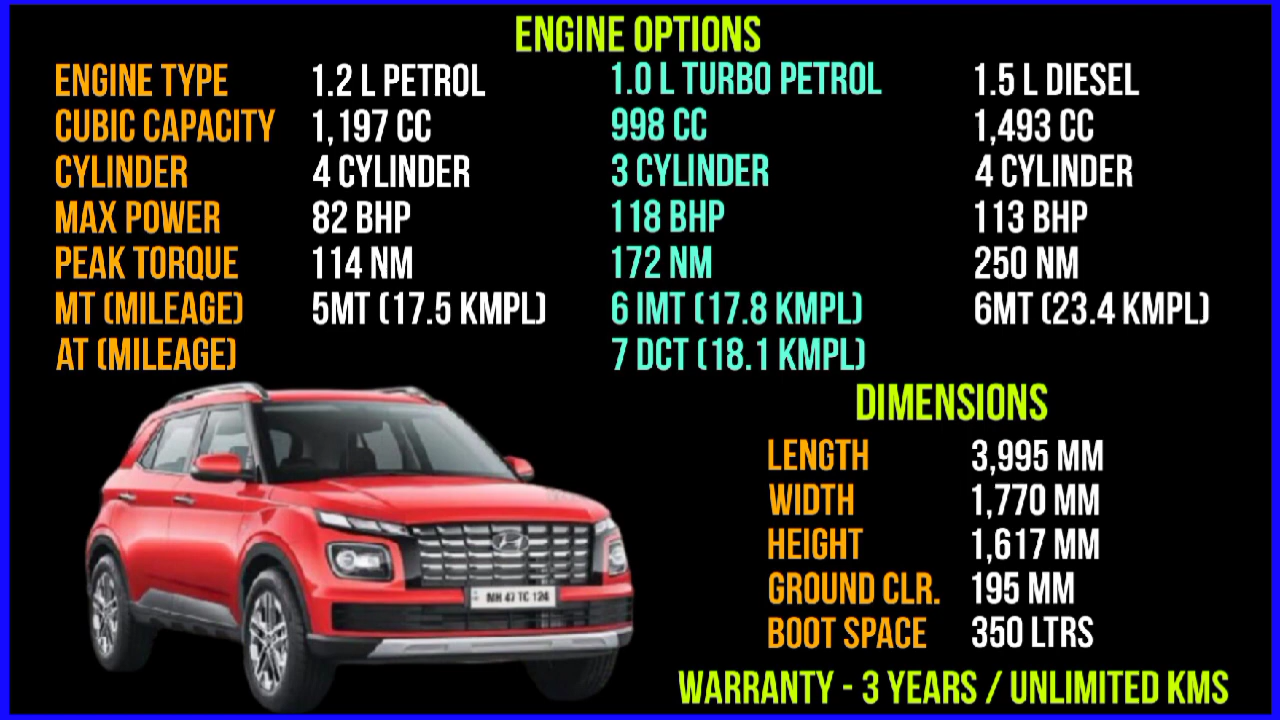 ENGINE OPTIONS
ENGINE TYPE 1.2 L PETROL 1.0 L TURBO PETROL 1.5 L DIESEL
CUBIC CAPACITY 1,197 CC 998 CC 1,493 CC
CYLINDER 4 CYLINDER 3 CYLINDER 4 CYLINDER
MAX POWER 82 BHP 118 BHP 113 BHP
PEAK TORQUE 114 NM 172 NM 250 NM
MT (MILEAGE) 5MT (17.5 KMPL) 6 IMT (17.8 KMPL) 6MT (23.4 KMPL)
AT (MILEAGE) 7 DCT (18.1 KMPL)
DIMENSIONS
LENGTH 3,995 MM
WIDTH 1,770 MM
HEIGHT 1,617 MM
GROUND CLR. 195 MM
BOOT SPACE 350 LTRS
MH 47 TC 124
WARRANTY - 3 YEARS / UNLIMITED KMS